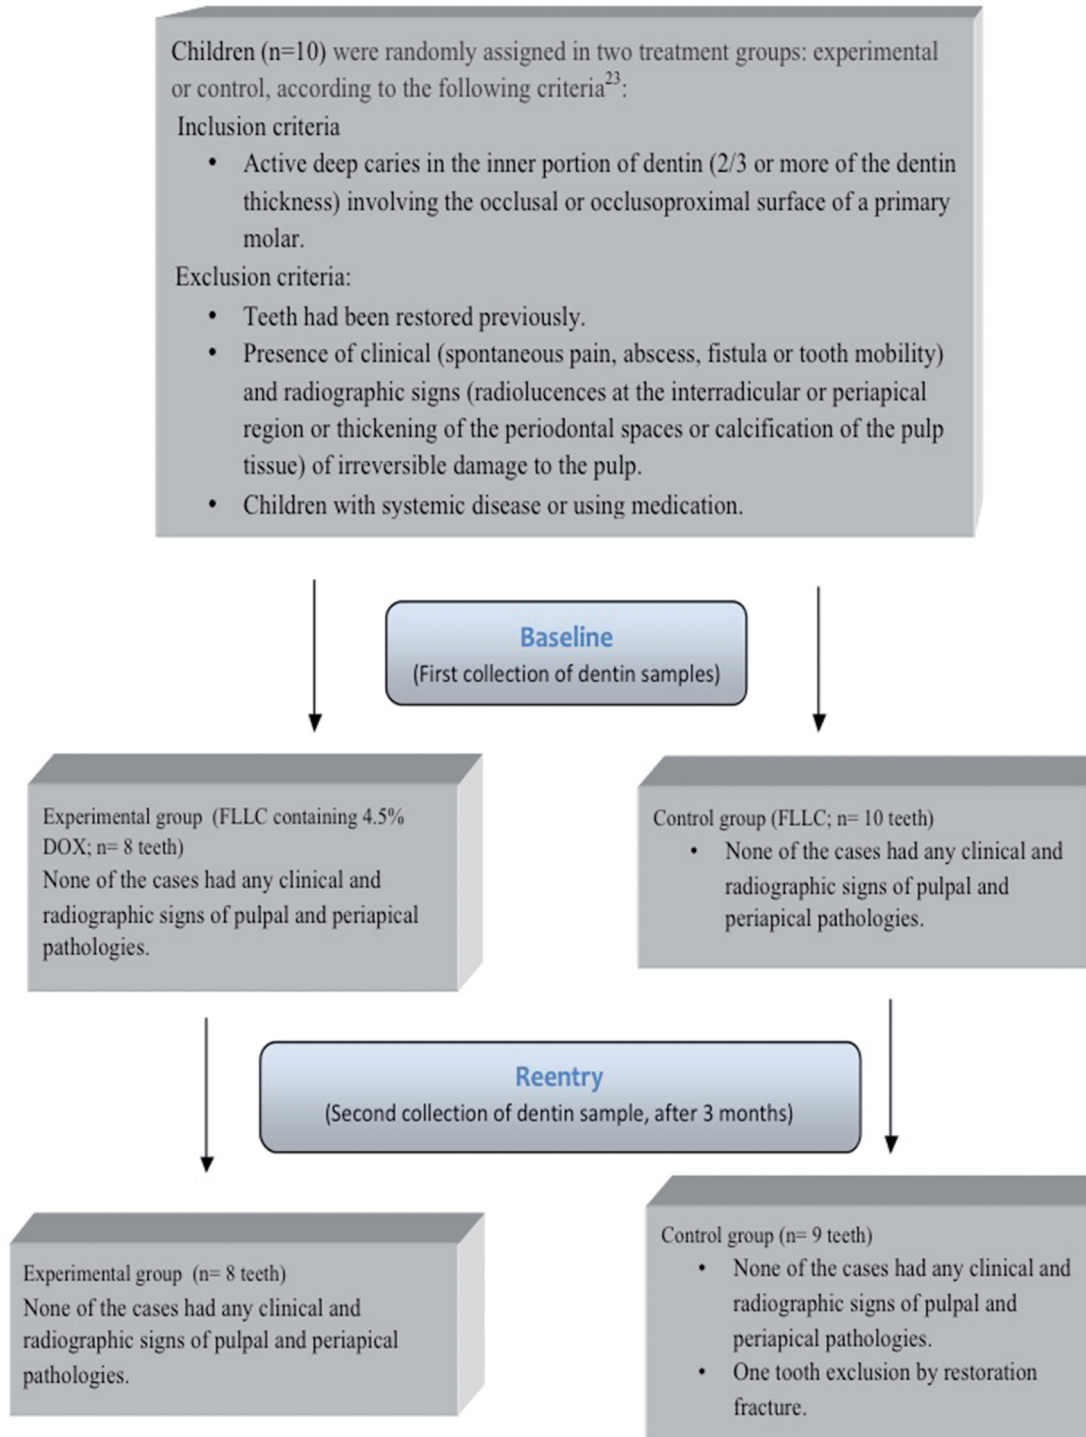 Children (n=10) were randomly assigned in two treatment groups: experimental
or control, according to the following criteria23:
Inclusion criteria
• Active deep caries in the inner portion of dentin (2/3 or more of the dentin
thickness) involving the occlusal or occlusoproximal surface of a primary
molar.
Exclusion criteria:
• Teeth had been restored previously.
• Presence of clinical (spontaneous pain, abscess, fistula or tooth mobility)
and radiographic signs (radiolucences at the interradicular or periapical
region or thickening of the periodontal spaces or calcification of the pulp
tissue) of irreversible damage to the pulp.
• Children with systemic disease or using medication.
Baseline
(First collection of dentin samples)
Experimental group (FLLC containing 4.5%
DOX; n= 8 teeth)
None of the cases had any clinical and
radiographic signs of pulpal and periapical
pathologies.
Control group (FLLC; n= 10 teeth)
• None of the cases had any clinical and
radiographic signs of pulpal and
periapical pathologies.
Reentry
(Second collection of dentin sample, after 3 months)
Experimental group (n= 8 teeth)
None of the cases had any clinical and
radiographic signs of pulpal and periapical
pathologies.
Control group (n= 9 teeth)
• None of the cases had any clinical and
radiographic signs of pulpal and
periapical pathologies.
• One tooth exclusion by restoration
fracture.